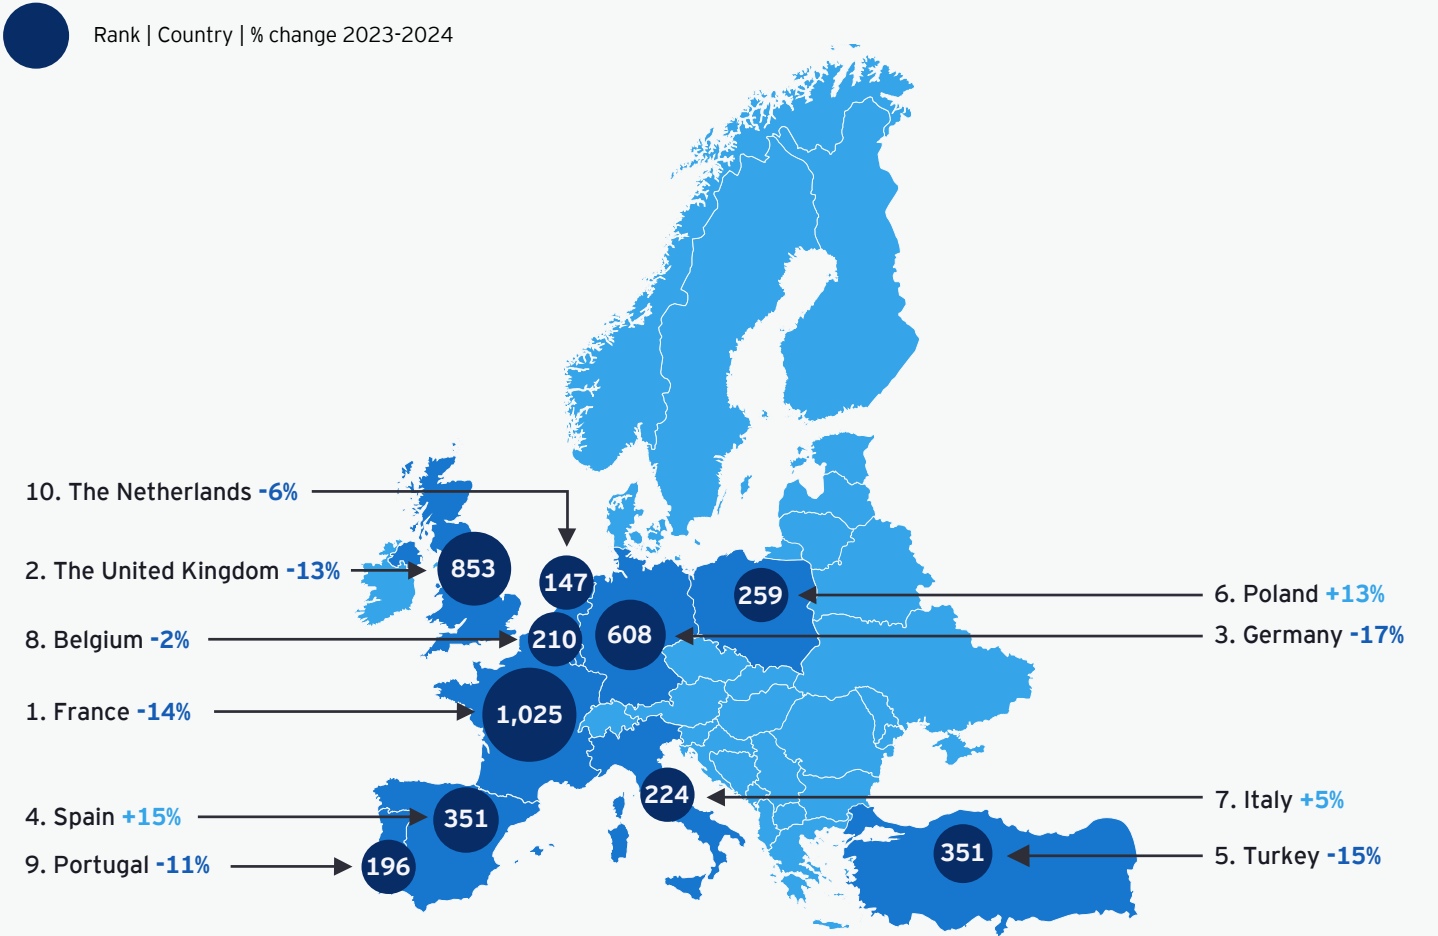 Rank | Country | % change 2023-2024
10. The Netherlands -6%
2. The United Kingdom -13%
853
147
259
6. Poland +13%
8. Belgium -2%
210
608
3. Germany -17%
1. France -14%
1,025
224
7. Italy +5%
4. Spain +15%
351
9. Portugal -11%
196
351
5. Turkey -15%